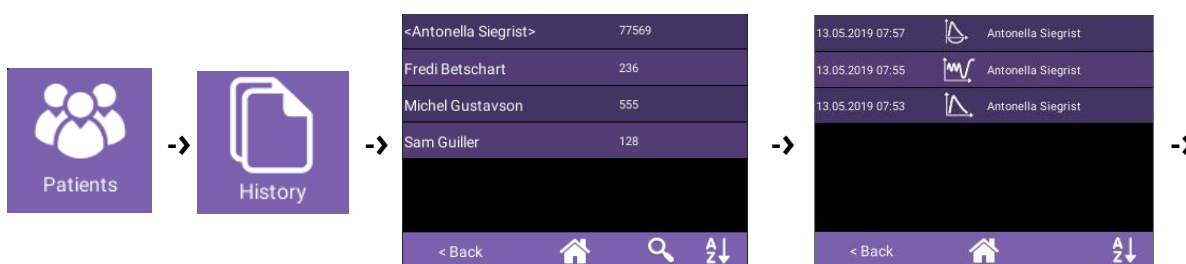 Patients
->
History
->
<Antonella Siegrist> 77569
Fredi Betschart 236
Michel Gustavson 555
Sam Guiller 128
< Back
A
Z
->
13.05.2019 07:57 Antonella Siegrist
13.05.2019 07:55 Antonella Siegrist
13.05.2019 07:53 Antonella Siegrist
< Back
A
Z
->